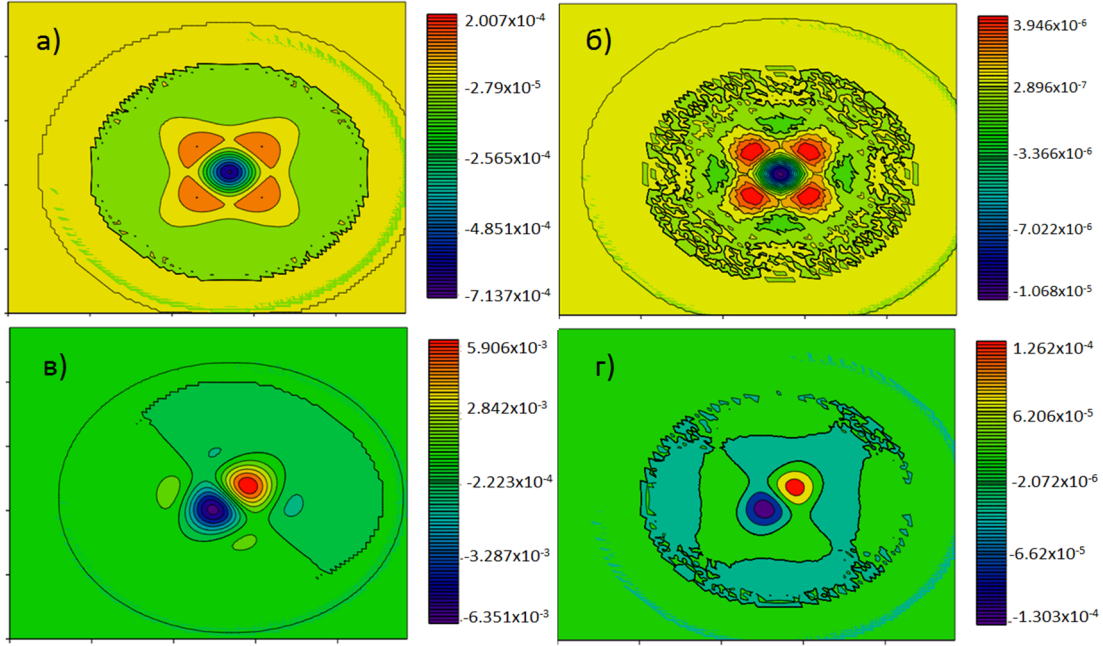 а)
2.007x10-4
-2.79x10-5
-2.565x10-4
-4.851x10-4
-7.137x10-4
б)
3.946x10-6
2.896x10-7
-3.366x10-6
-7.022x10-6
-1.068x10-5
в)
5.906x10-3
2.842x10-3
-2.223x10-4
-3.287x10-3
-6.351x10-3
г)
1.262x10-4
6.206x10-5
-2.072x10-6
-6.62x10-5
-1.303x10-4